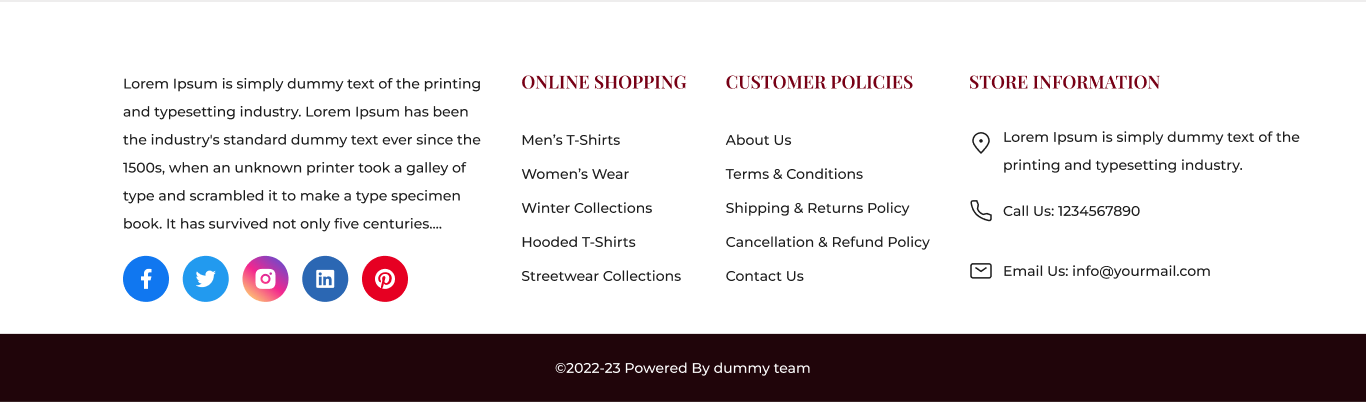 Lorem Ipsum is simply dummy text of the printing
and typesetting industry. Lorem Ipsum has been
the industry's standard dummy text ever since the
1500s, when an unknown printer took a galley of
type and scrambled it to make a type specimen
book. It has survived not only five centuries....
ONLINE SHOPPING
Men’s T-Shirts
Women’s Wear
Winter Collections
Hooded T-Shirts
Streetwear Collections
CUSTOMER POLICIES
About Us
Terms & Conditions
Shipping & Returns Policy
Cancellation & Refund Policy
Contact Us
STORE INFORMATION
Lorem Ipsum is simply dummy text of the
printing and typesetting industry.
Call Us: 1234567890
Email Us: info@yourmail.com
©2022-23 Powered By dummy team